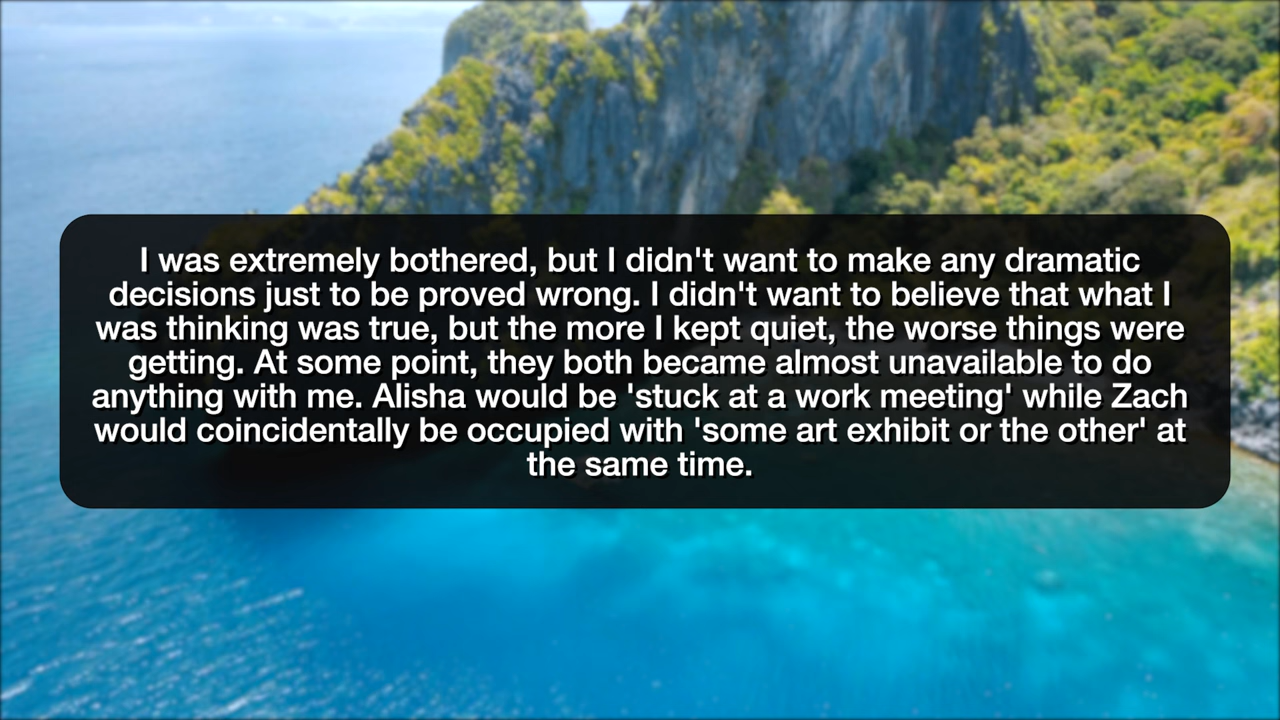 I was extremely bothered, but I didn't want to make any dramatic
decisions just to be proved wrong. I didn't want to believe that what I
was thinking was true, but the more I kept quiet, the worse things were
getting. At some point, they both became almost unavailable to do
anything with me. Alisha would be 'stuck at a work meeting' while Zach
would coincidentally be occupied with 'some art exhibit or the other' at
the same time.